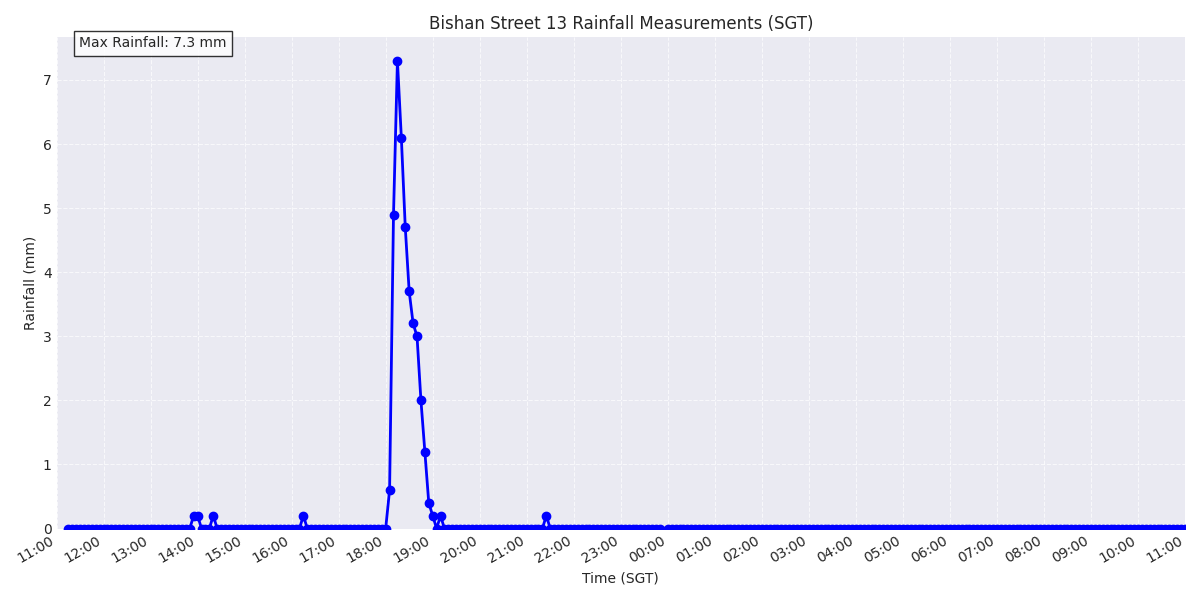 Bishan Street 13 Rainfall Measurements (SGT)
Max Rainfall: 7.3 mm
7
6
5
4
3
2
1
0
Rainfall (mm)
11:00 12:00 13:00 14:00 15:00 16:00 17:00 18:00 19:00 20:00 21:00 22:00 23:00 00:00 01:00 02:00 03:00 04:00 05:00 06:00 07:00 08:00 09:00 10:00 11:00
Time (SGT)